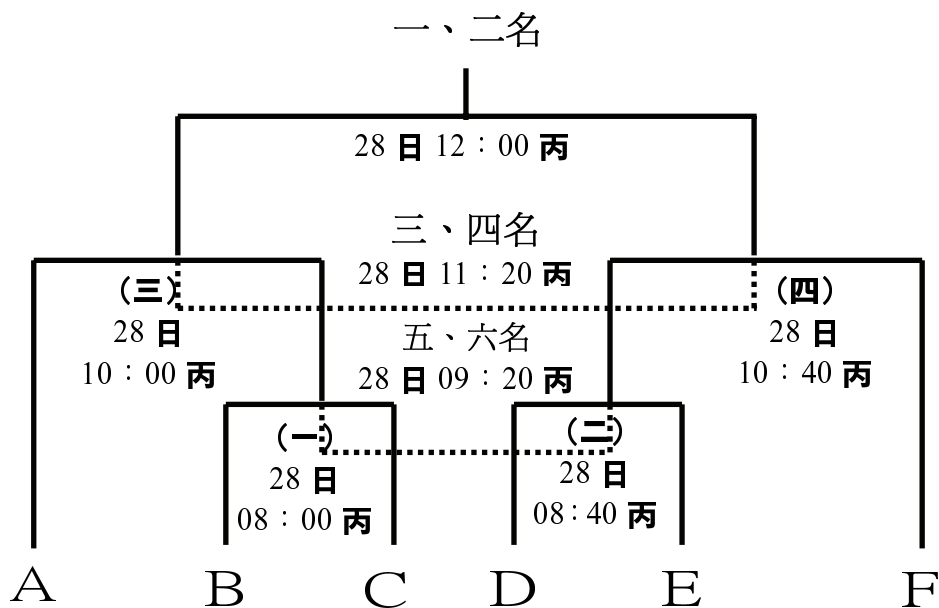 一、二名
28 日 12：00 丙
三、四名
28 日 11：20 丙
（三）
28 日
10：00 丙
（四）
28 日
10：40 丙
五、六名
28 日 09：20 丙
（一）
28 日
08：00 丙
（二）
28 日
08：40 丙
A B C D E F